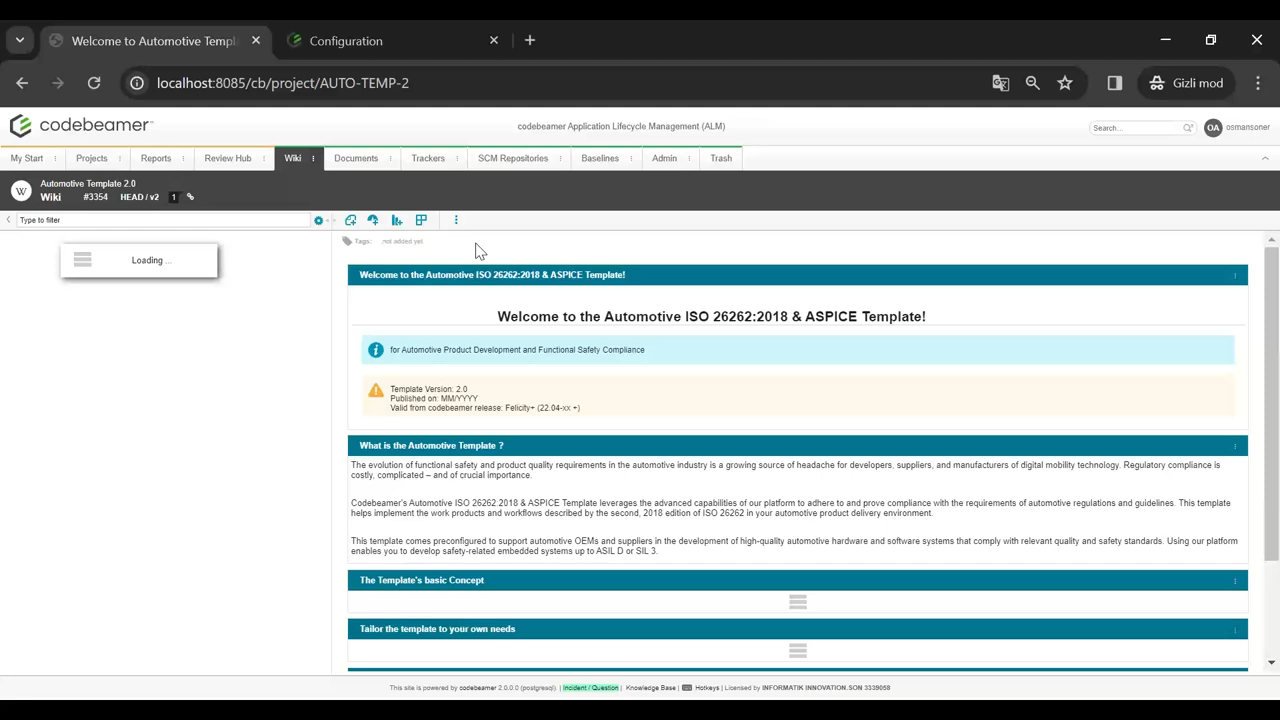 Welcome to Automotive Templ
Configuration
localhost:8085/cb/project/AUTO-TEMP-2
Gizli mod
codebeamer
codebeamer Application Lifecycle Management (ALM)
Search...
OA osmansoner
My Start Projects Reports Review Hub Wiki Documents Trackers SCM Repositories Baselines Admin Trash
W
Automotive Template 2.0
Wiki #3354 HEAD / v2 1
Type to filter
Tags: not added yet
Loading ...
Welcome to the Automotive ISO 26262:2018 & ASPICE Template!
Welcome to the Automotive ISO 26262:2018 & ASPICE Template!
for Automotive Product Development and Functional Safety Compliance
Template Version: 2.0
Published on: MM/YYYY
Valid from codebeamer release: Felicity+ (22.04-xx +)
What is the Automotive Template ?
The evolution of functional safety and product quality requirements in the automotive industry is a growing source of headache for developers, suppliers, and manufacturers of digital mobility technology. Regulatory compliance is
costly, complicated – and of crucial importance.
Codebeamer's Automotive ISO 26262:2018 & ASPICE Template leverages the advanced capabilities of our platform to adhere to and prove compliance with the requirements of automotive regulations and guidelines. This template
helps implement the work products and workflows described by the second, 2018 edition of ISO 26262 in your automotive product delivery environment.
This template comes preconfigured to support automotive OEMs and suppliers in the development of high-quality automotive hardware and software systems that comply with relevant quality and safety standards. Using our platform
enables you to develop safety-related embedded systems up to ASIL D or SIL 3.
The Template's basic Concept
Tailor the template to your own needs
This site is powered by codebeamer 2.0.0.0 (postgresql) | Incident / Question | Knowledge Base | Hotkeys | Licensed by INFORMATIK INNOVATION.SON 3339058